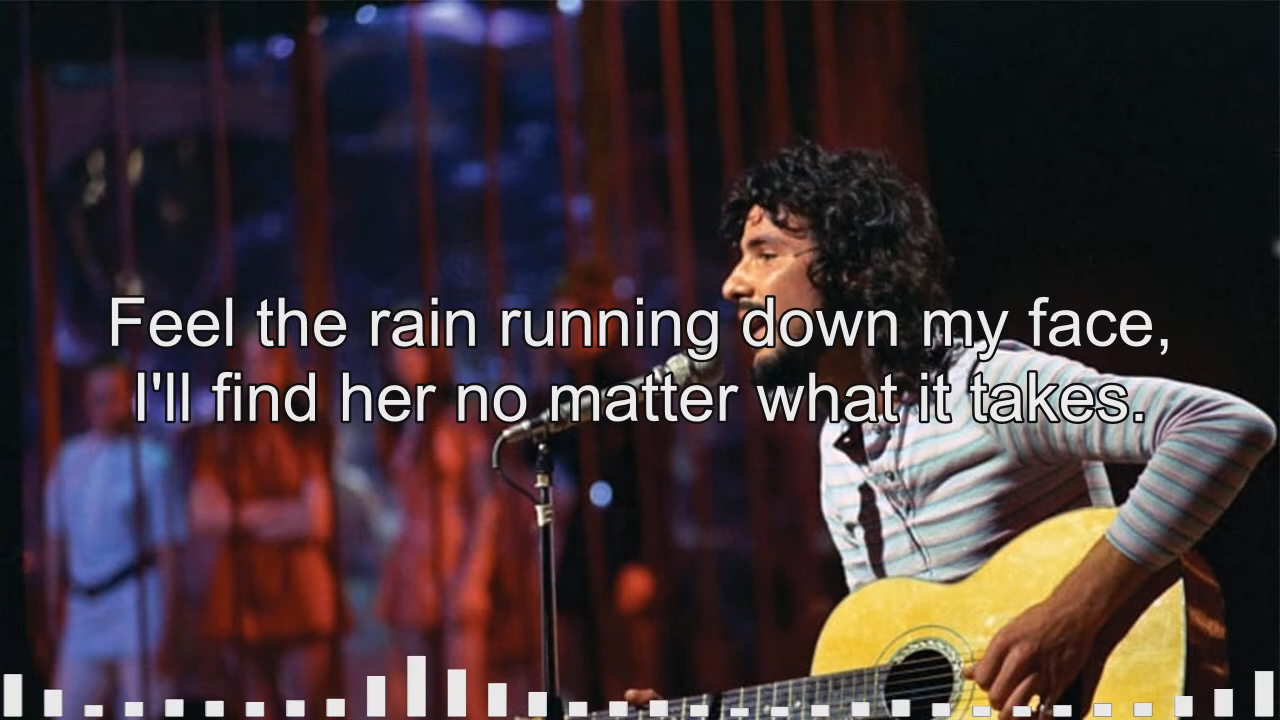 Feel the rain running down my face,
I'll find her no matter what it takes.